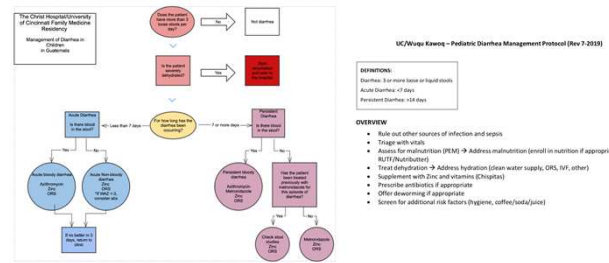 The Christ Hospital/University
of Cincinnati Family Medicine
Residency
Management of Diarrhea in
Children
in Guatemala
Does the patient
have more than 3
loose stools per
day?
No
Not diarrhea
Is the patient
severely
dehydrated?
Yes
For how long has the
diarrhea been
occurring?
Less than 7 days
7 or more days
Acute Diarrhea
Is there blood
in the stool?
Yes
No
Acute bloody diarrhea
Azithromycin
Zinc
ORS
Acute Non-bloody
diarrhea
Zinc
ORS
If no better in 3
days, return to
clinic
Persistent
Diarrhea
Is there blood
in the stool?
Yes
No
Persistent bloody
diarrhea
Azithromycin
Metronidazole
Zinc
ORS
Has the patient
been treated
previously with
metronidazole for
this episode of
diarrhea?
Yes
No
Check stool
studies
Zinc
ORS
Metronidazole
Zinc
ORS
UC/Wuqu Kawoq – Pediatric Diarrhea Management Protocol (Rev 7-2019)
DEFINITIONS:
Diarrhea: 3 or more loose or liquid stools
Acute Diarrhea: <7 days
Persistent Diarrhea: >14 days
OVERVIEW
• Rule out other sources of infection and sepsis
• Triage with vitals
• Assess for malnutrition (PEM) → Address malnutrition (enroll in nutrition if appropri
RUTF/Nutributter)
• Treat dehydration → Address hydration (clean water supply, ORS, IVF, other)
• Supplement with Zinc and vitamins (Chispitas)
• Prescribe antibiotics if appropriate
• Offer deworming if appropriate
• Screen for additional risk factors (hygiene, coffee/soda/juice)